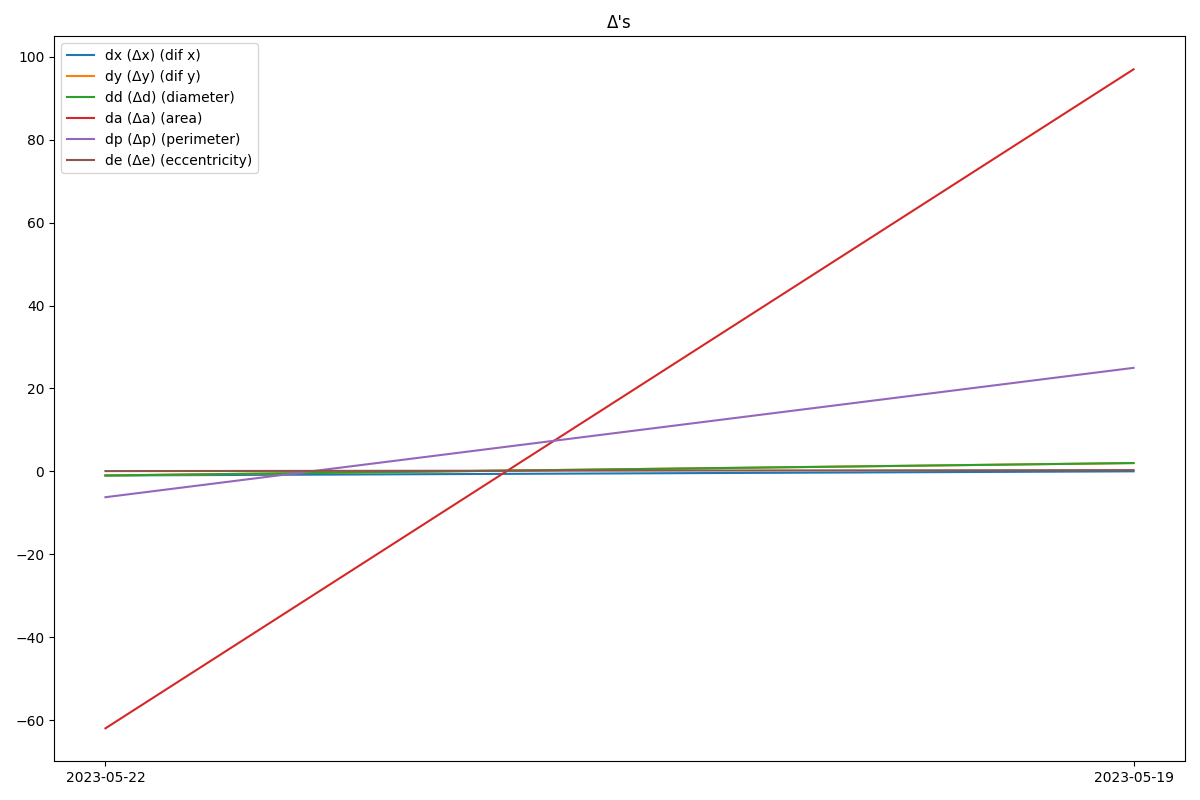 Δ's
dx (Δx) (dif x)
dy (Δy) (dif y)
dd (Δd) (diameter)
da (Δa) (area)
dp (Δp) (perimeter)
de (Δe) (eccentricity)
100
80
60
40
20
0
−20
−40
−60
2023-05-22
2023-05-19